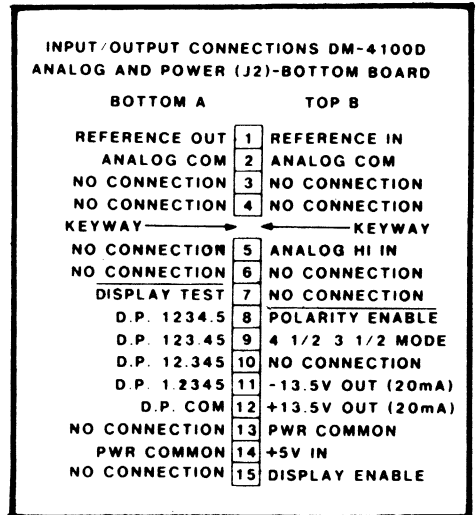 INPUT/OUTPUT CONNECTIONS DM-4100D
ANALOG AND POWER (J2)-BOTTOM BOARD
BOTTOM A TOP B
REFERENCE OUT 1 REFERENCE IN
ANALOG COM 2 ANALOG COM
NO CONNECTION 3 NO CONNECTION
NO CONNECTION 4 NO CONNECTION
KEYWAY KEYWAY
NO CONNECTION 5 ANALOG HI IN
NO CONNECTION 6 NO CONNECTION
DISPLAY TEST 7 NO CONNECTION
D.P. 1234.5 8 POLARITY ENABLE
D.P. 123.45 9 4 1/2 3 1/2 MODE
D.P. 12.345 10 NO CONNECTION
D.P. 1.2345 11 -13.5V OUT (20mA)
D.P. COM 12 +13.5V OUT (20mA)
NO CONNECTION 13 PWR COMMON
PWR COMMON 14 +5V IN
NO CONNECTION 15 DISPLAY ENABLE